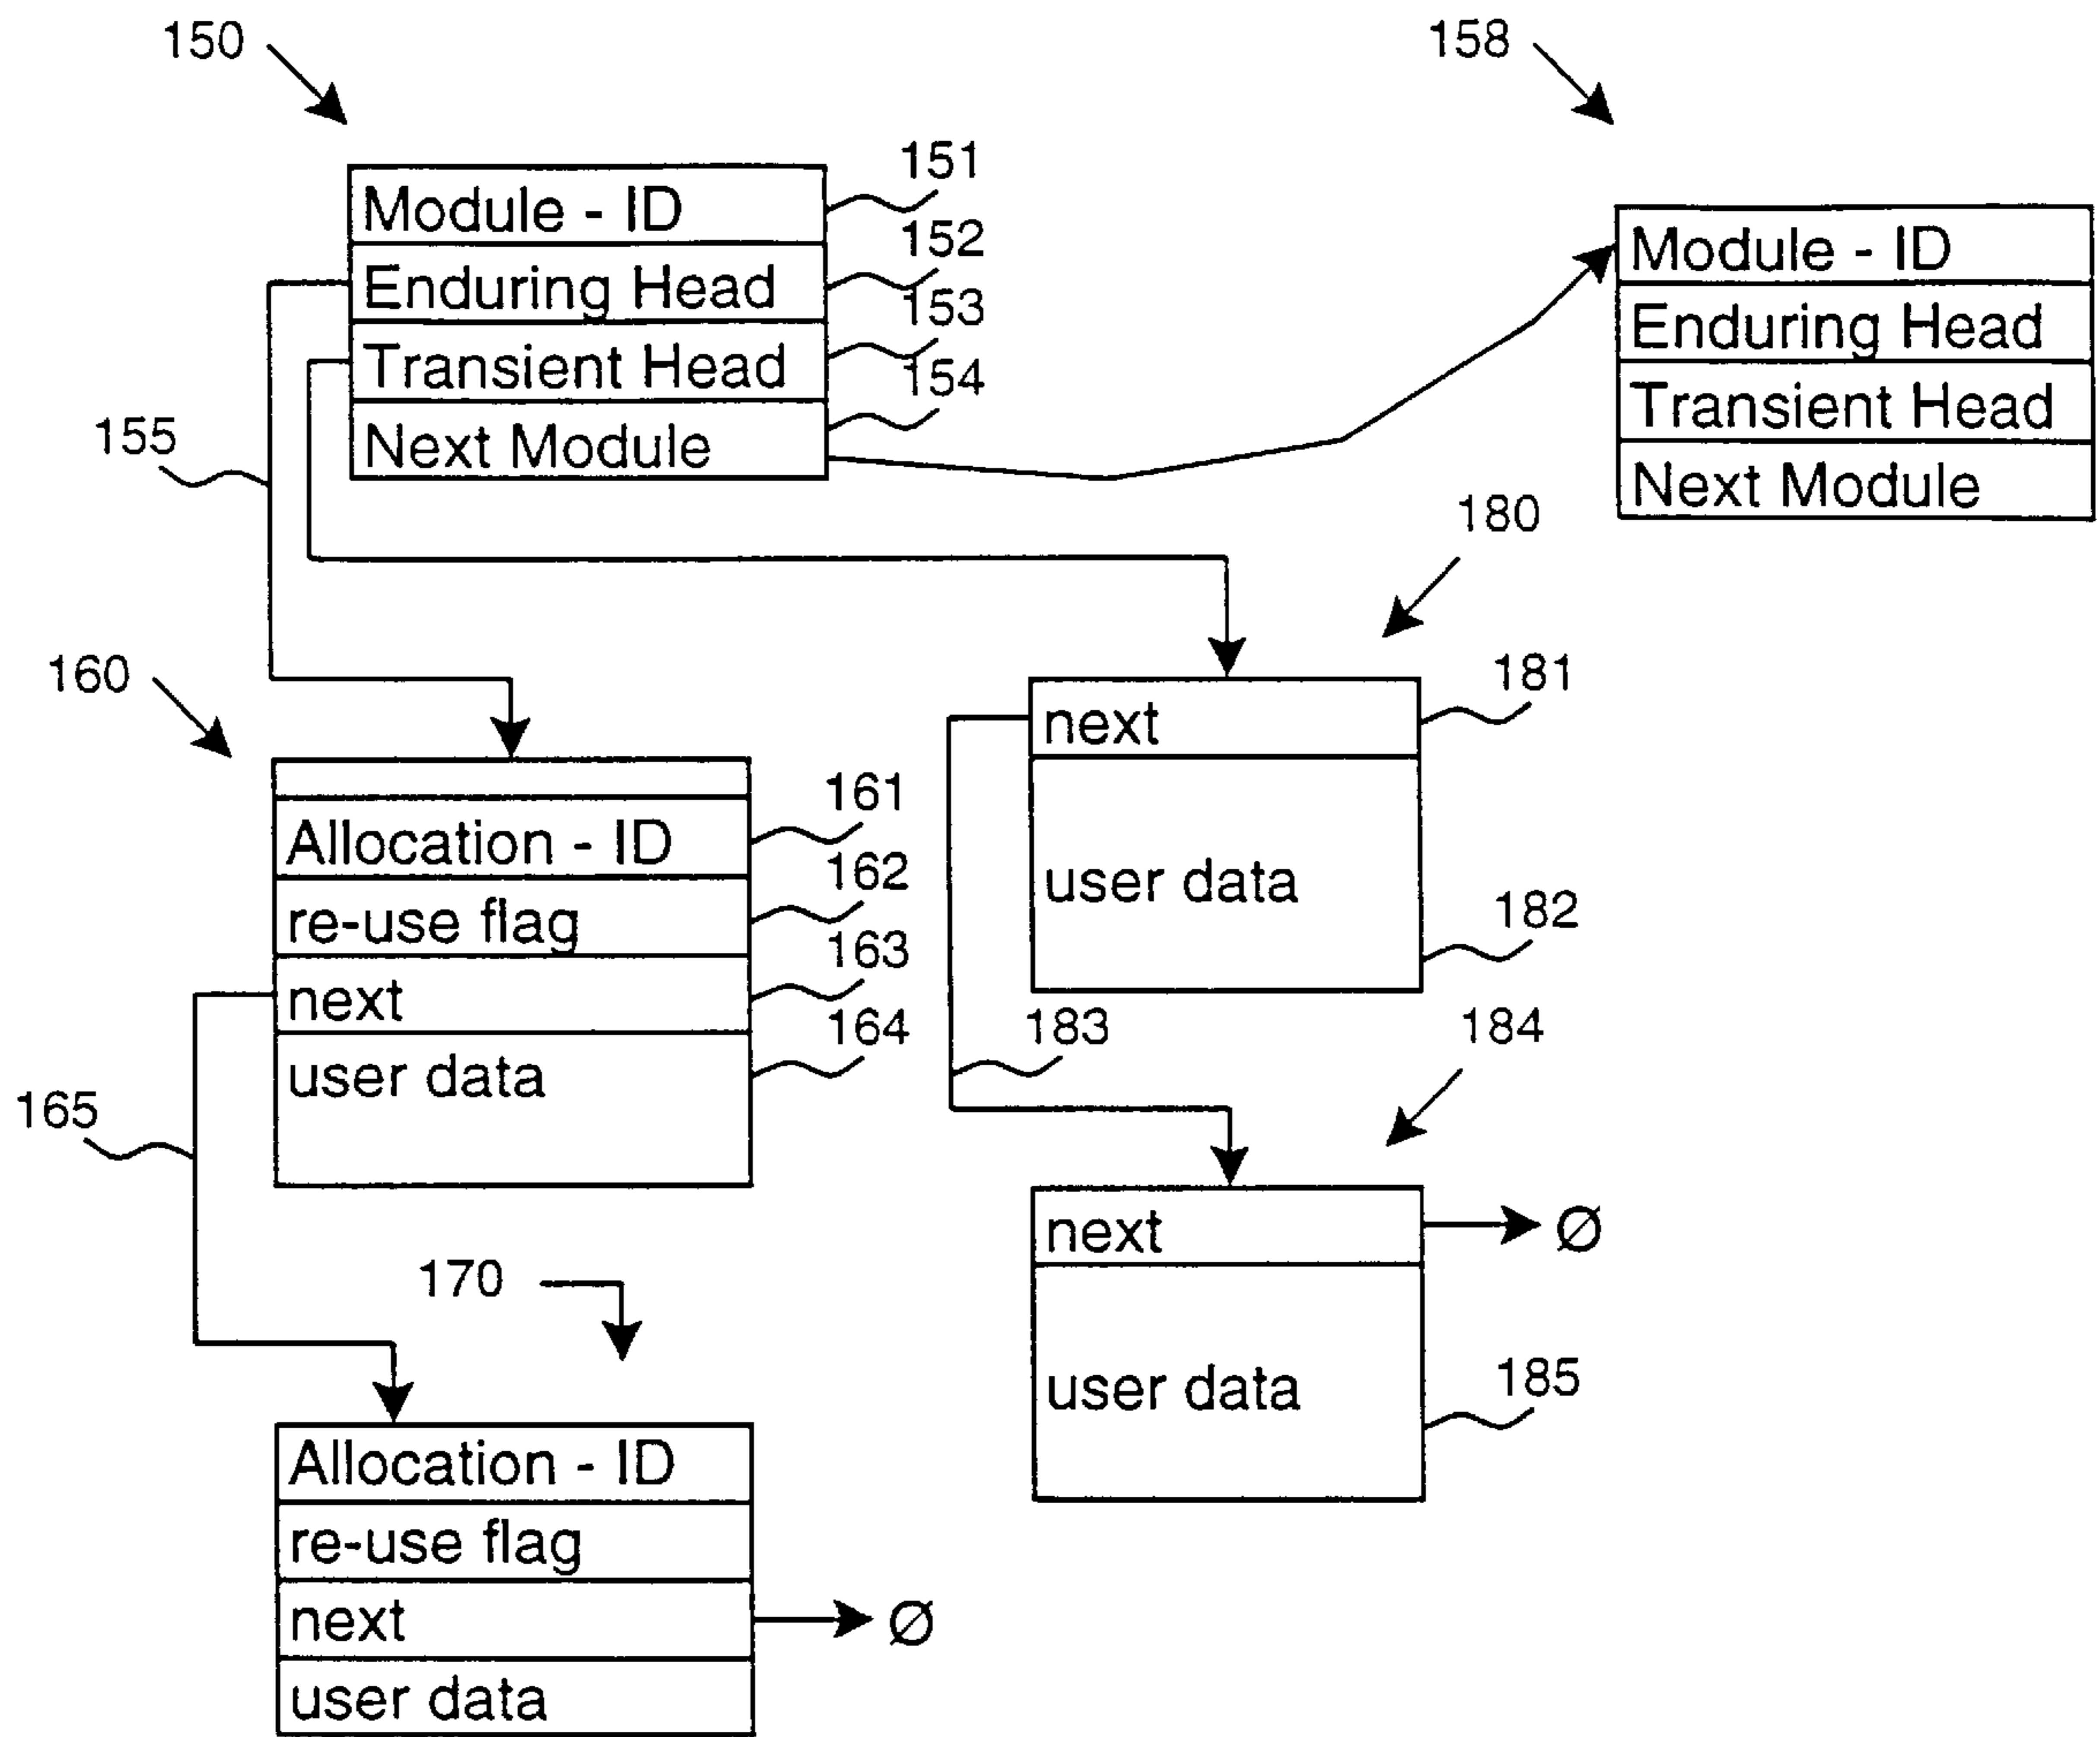 150
158
151
Module - ID
152
Enduring Head
153
Transient Head
154
Next Module
155
Module - ID
Enduring Head
Transient Head
Next Module
180
160
181
next
161
Allocation - ID
162
re-use flag
user data
182
163
next
164
user data
183
184
165
next
Ø
170
user data
185
Allocation - ID
re-use flag
next
Ø
user data